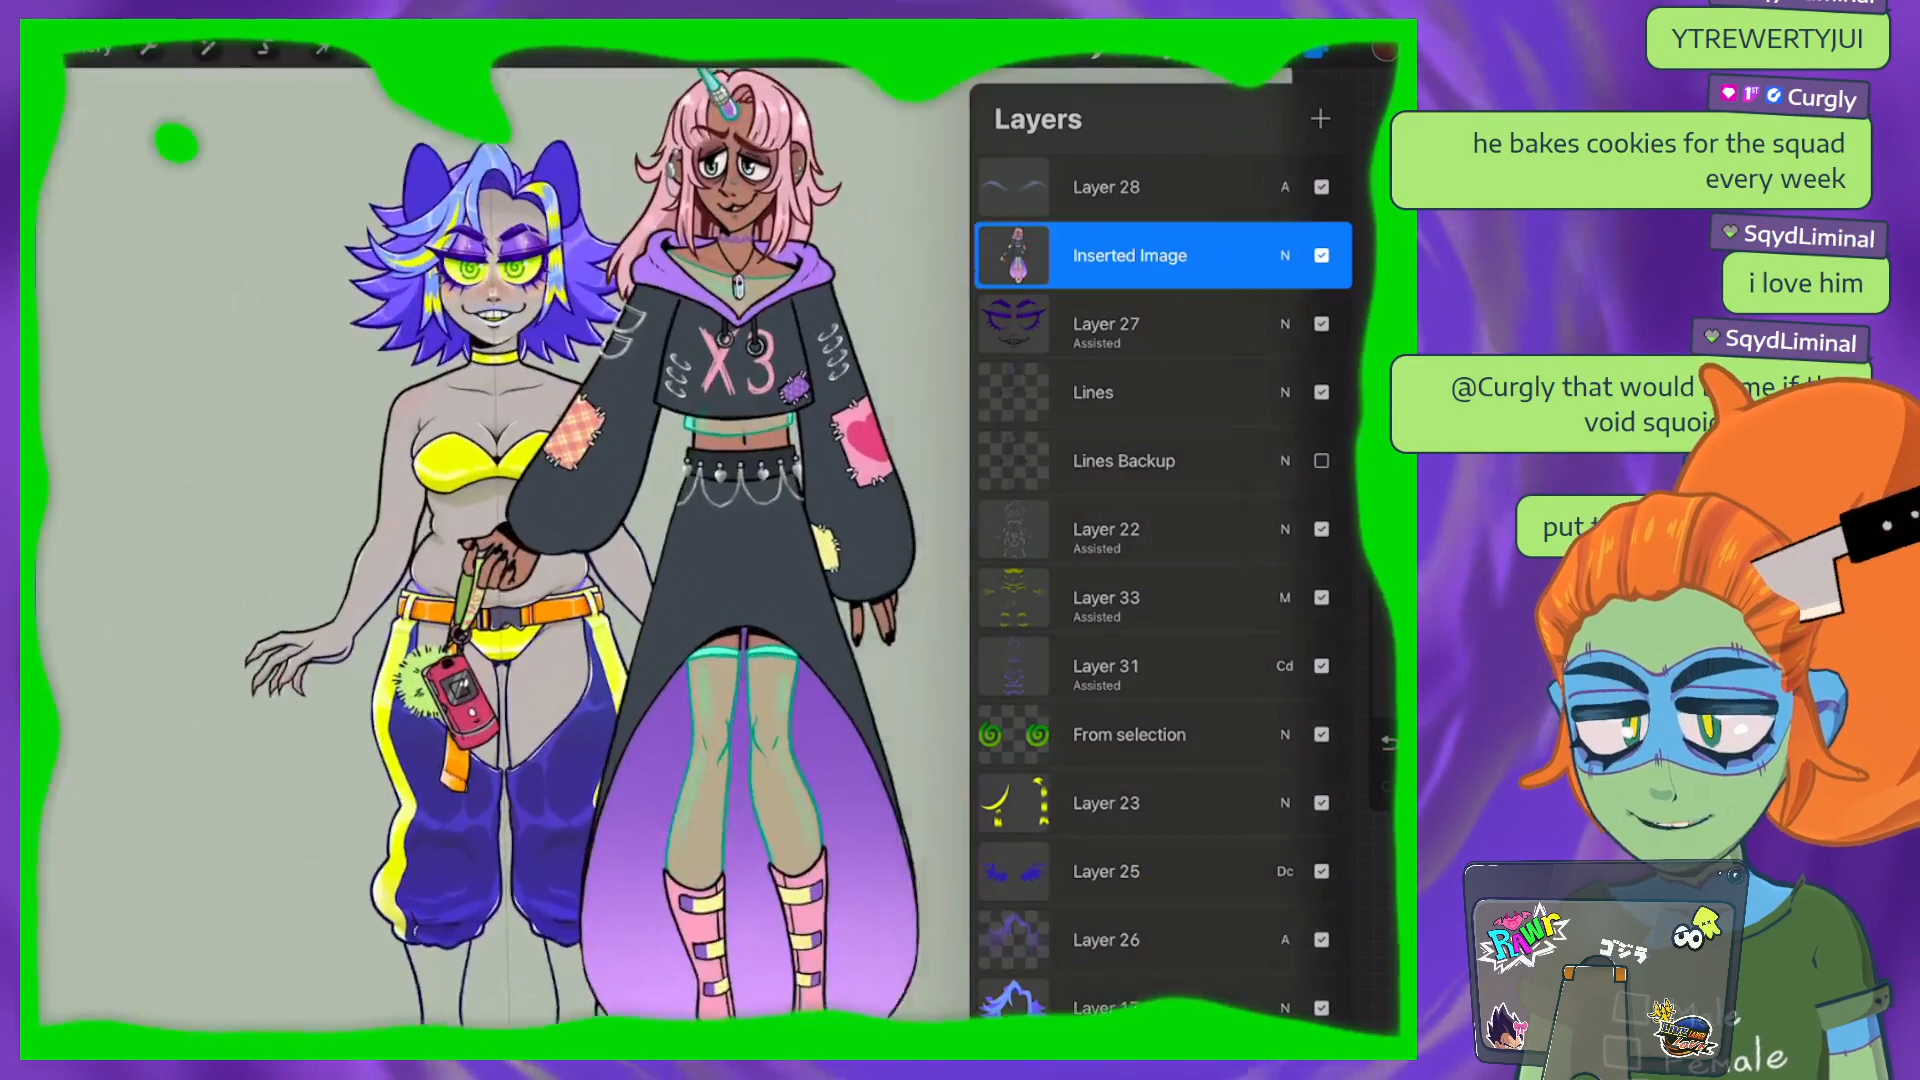 YTREWERTYJUI
1ST Curgly
he bakes cookies for the squad
every week
SqydLiminal
i love him
SqydLiminal
@Curgly that would
void
put
Layers
Layer 28 A
Inserted Image N
Layer 27 N
Assisted
Lines N
Lines Backup N
Layer 22 N
Assisted
Layer 33 M
Assisted
Layer 31 Cd
Assisted
From selection N
Layer 23 N
Layer 25 Dc
Layer 26 A
N
X3
RAWr
ゴジラ
Female